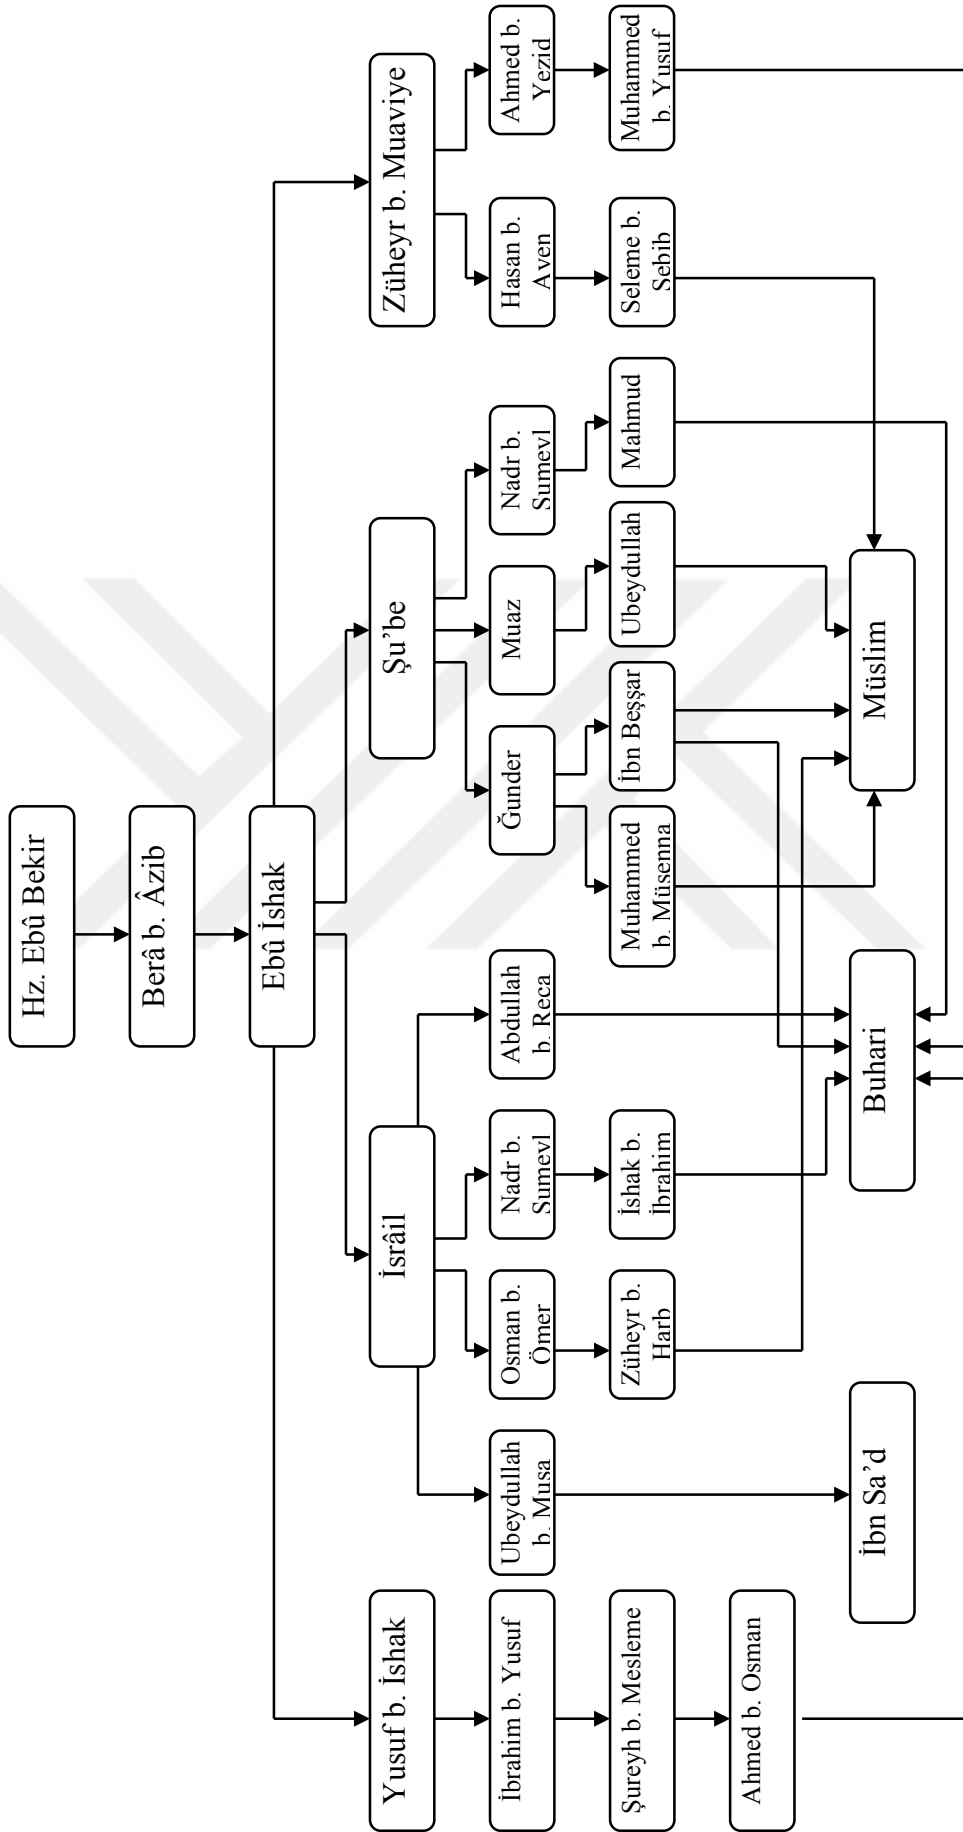 Hz. Ebû Bekir
Berâ b. Âzib
Ebû İshak
Yusuf b. İshak
İsrâil
Şu’be
Züheyr b. Muaviye
İbrahim b. Yusuf
Ubeydullah
b. Musa
Osman b.
Ömer
Nadr b.
Sumevl
Abdullah
b. Reca
Ğunder
Muaz
Nadr b.
Sumevl
Hasan b.
Aven
Ahmed b.
Yezid
Şureyh b. Mesleme
Züheyr b.
Harb
İshak b.
İbrahim
Muhammed
b. Müsenna
İbn Beşşar
Ubeydullah
Mahmud
Seleme b.
Sebib
Muhammed
b. Yusuf
Ahmed b. Osman
İbn Sa’d
Buhari
Müslim